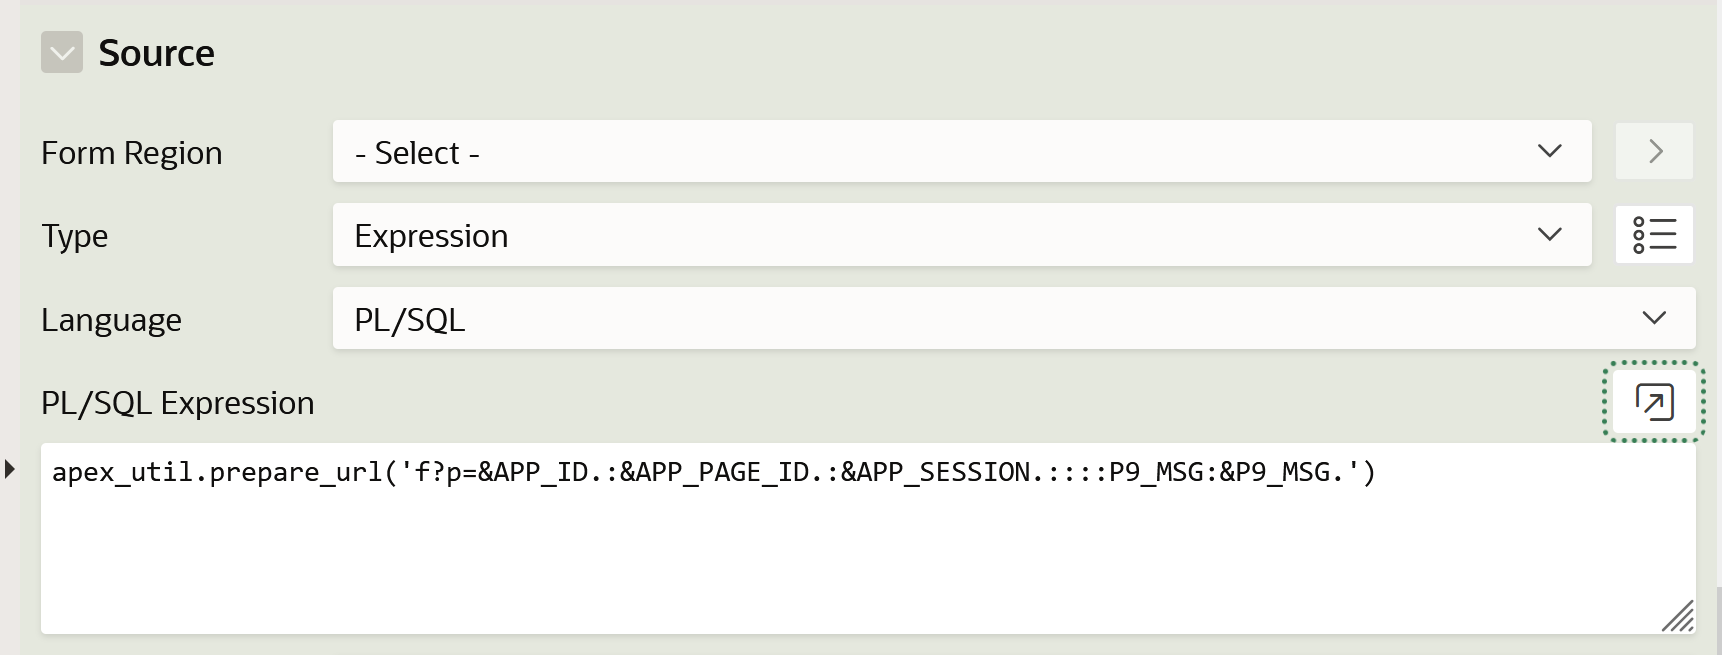 Source
Form Region - Select -
Type Expression
Language PL/SQL
PL/SQL Expression
apex_util.prepare_url('f?p=&APP_ID.:&APP_PAGE_ID.:&APP_SESSION.::::P9_MSG:&P9_MSG.')